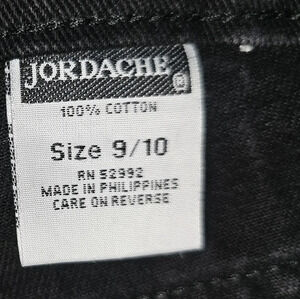 JORDACHE®
100% COTTON
Size 9/10
RN 52992
MADE IN PHILIPPINES
CARE ON REVERSE